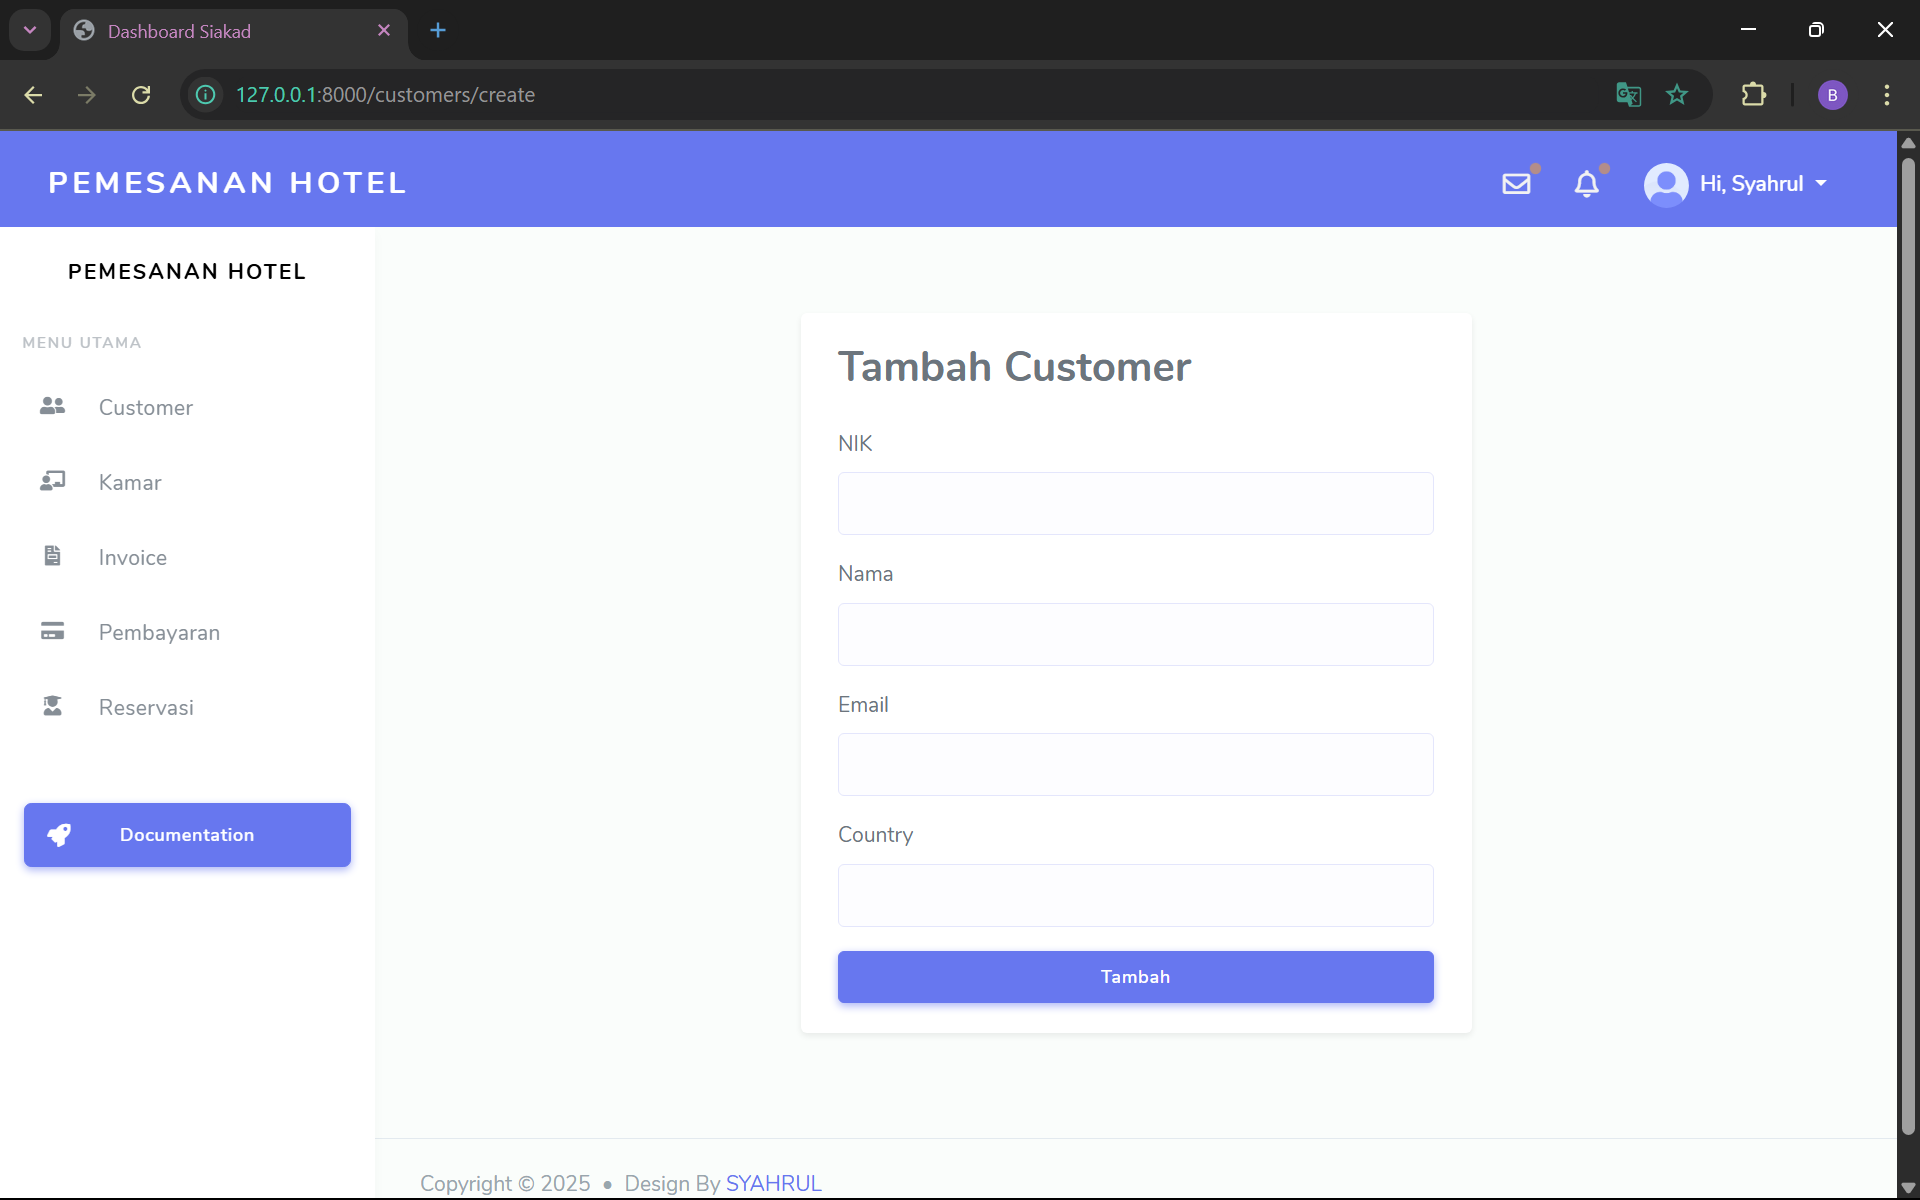 Dashboard Siakad
127.0.0.1:8000/customers/create
B
PEMESANAN HOTEL
Hi, Syahrul
PEMESANAN HOTEL
MENU UTAMA
Customer
Kamar
Invoice
Pembayaran
Reservasi
Documentation
Tambah Customer
NIK
Nama
Email
Country
Tambah
Copyright © 2025 • Design By SYAHRUL